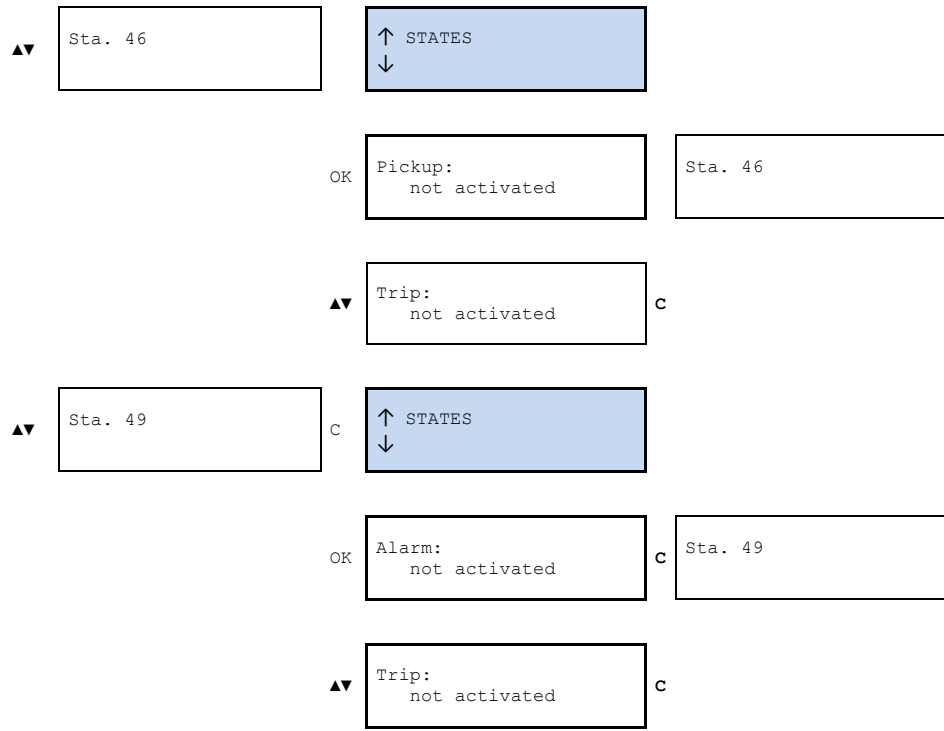 ▲▼ Sta. 46 ↑ STATES
↓
OK Pickup: Sta. 46
not activated
▲▼ Trip: C
not activated
▲▼ Sta. 49 C ↑ STATES
↓
OK Alarm: C Sta. 49
not activated
▲▼ Trip: C
not activated